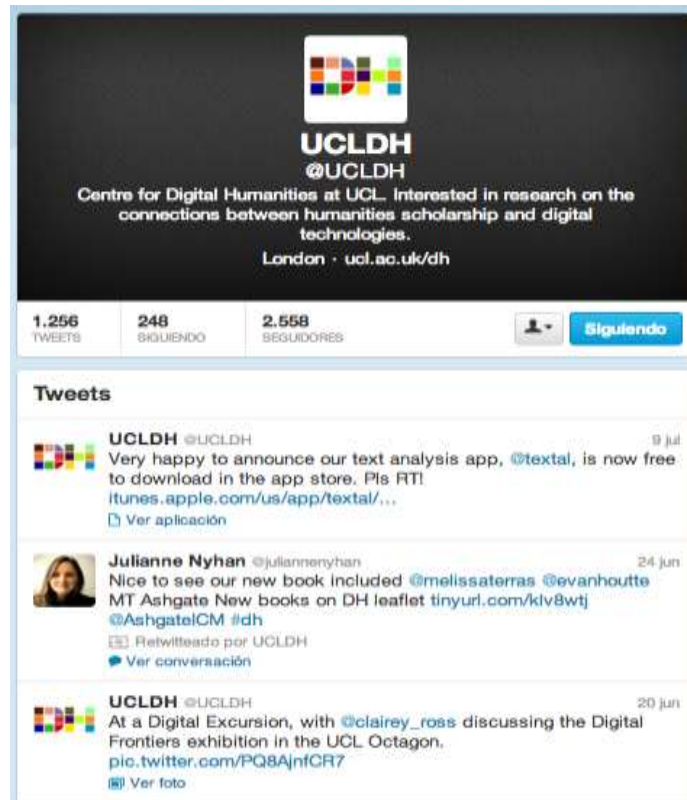 DH
UCLDH
@UCLDH
Centre for Digital Humanities at UCL. Interested in research on the
connections between humanities scholarship and digital
technologies.
London · ucl.ac.uk/dh
1.256 248 2.558
TWEETS SIGUIENDO SEGUIDORES Siguiendo
Tweets
DH UCLDH @UCLDH 9 jul
Very happy to announce our text analysis app, @textal, is now free
to download in the app store. Pls RT!
itunes.apple.com/us/app/textal/...
Ver aplicación
Julianne Nyhan @juliannenyhan 24 jun
Nice to see our new book included @melissaterras @evanhoutte
MT Ashgate New books on DH leaflet tinyurl.com/klv8wtj
@AshgateICM #dh
Retwitteado por UCLDH
Ver conversación
DH UCLDH @UCLDH 20 jun
At a Digital Excursion, with @clairey_ross discussing the Digital
Frontiers exhibition in the UCL Octagon.
pic.twitter.com/PQ8AjnfCR7
Ver foto